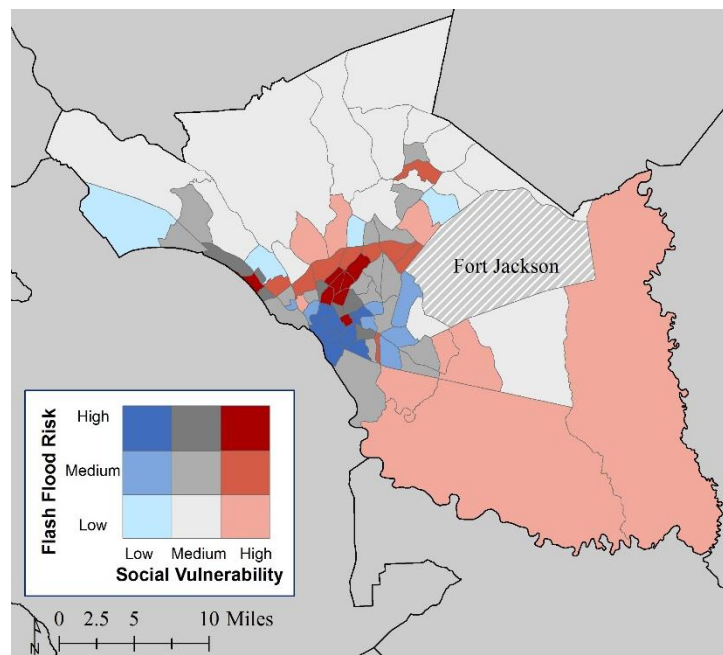 Fort Jackson
Flash Flood Risk
High
Medium
Low
Low Medium High
Social Vulnerability
0 2.5 5 10 Miles
N